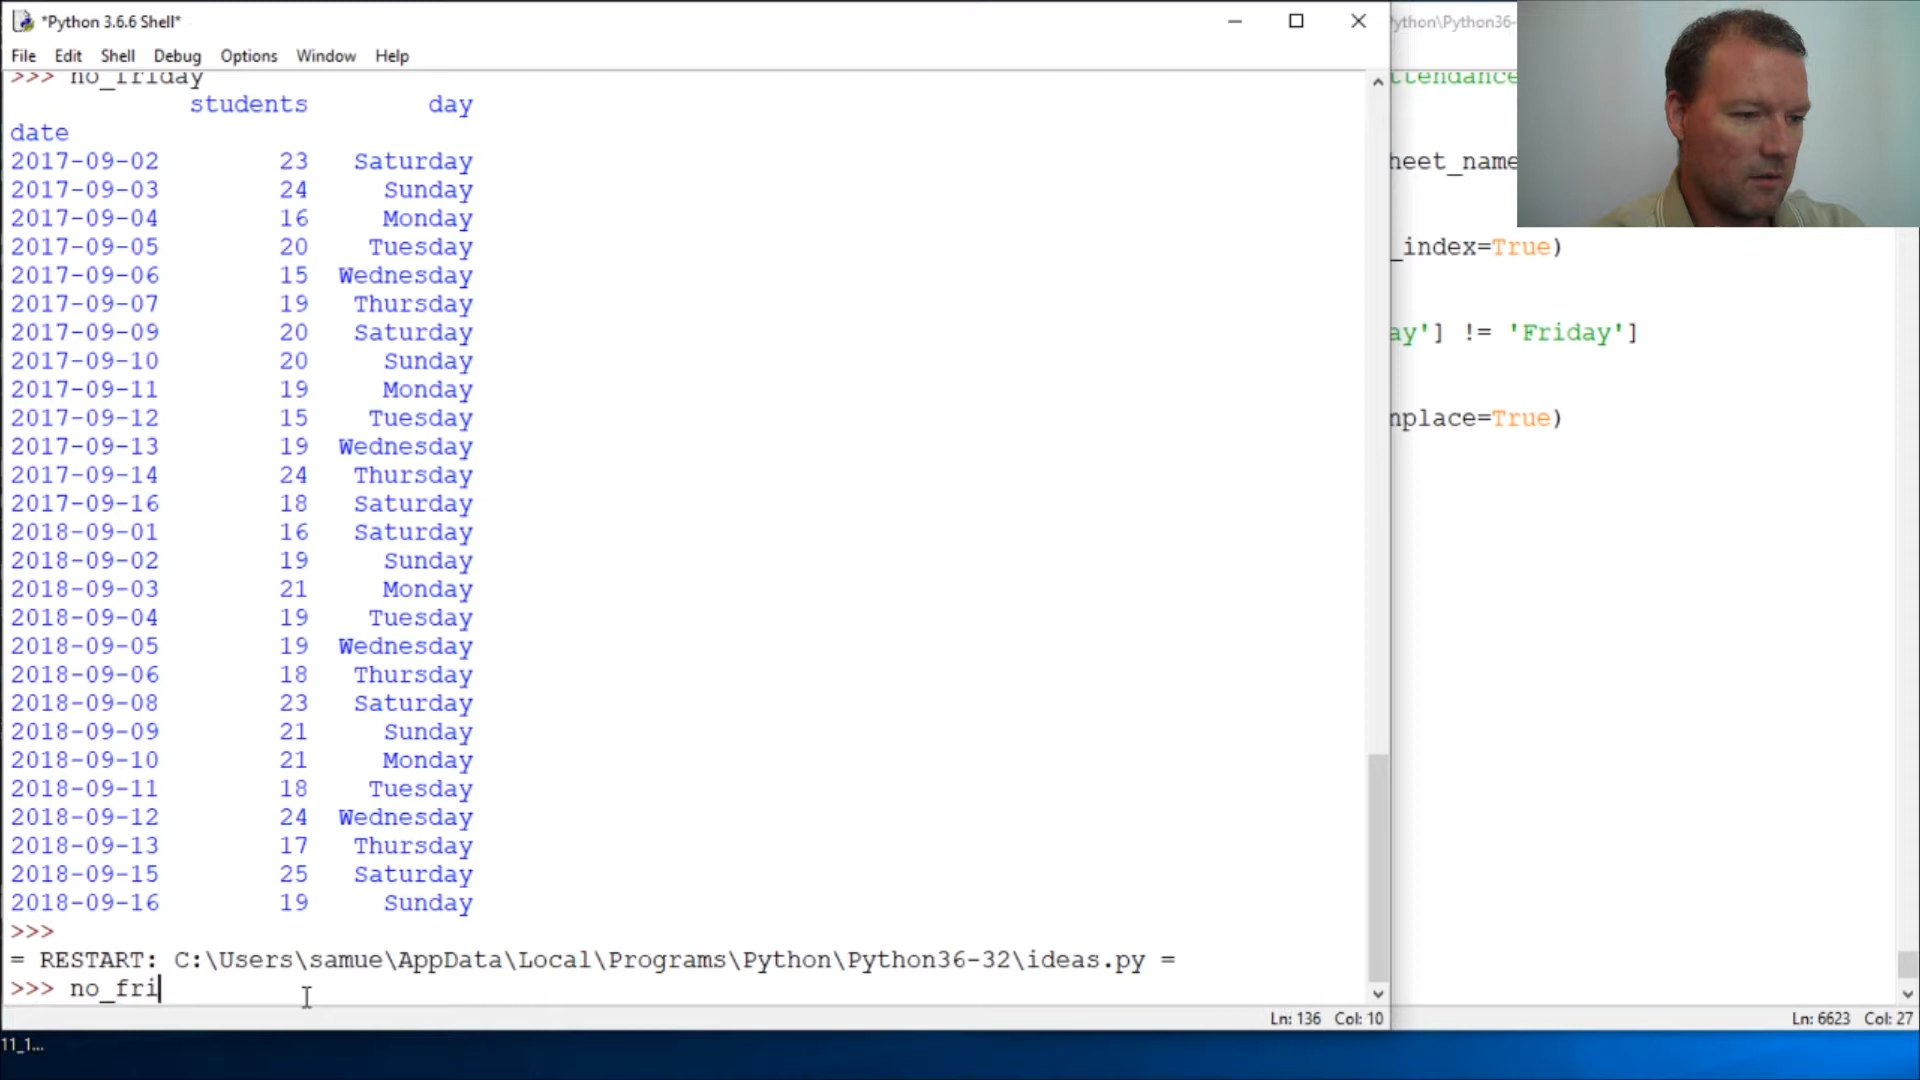 *Python 3.6.6 Shell*
File Edit Shell Debug Options Window Help
>>> no_friday
students day
date
2017-09-02 23 Saturday
2017-09-03 24 Sunday
2017-09-04 16 Monday
2017-09-05 20 Tuesday
2017-09-06 15 Wednesday
2017-09-07 19 Thursday
2017-09-09 20 Saturday
2017-09-10 20 Sunday
2017-09-11 19 Monday
2017-09-12 15 Tuesday
2017-09-13 19 Wednesday
2017-09-14 24 Thursday
2017-09-16 18 Saturday
2018-09-01 16 Saturday
2018-09-02 19 Sunday
2018-09-03 21 Monday
2018-09-04 19 Tuesday
2018-09-05 19 Wednesday
2018-09-06 18 Thursday
2018-09-08 23 Saturday
2018-09-09 21 Sunday
2018-09-10 21 Monday
2018-09-11 18 Tuesday
2018-09-12 24 Wednesday
2018-09-13 17 Thursday
2018-09-15 25 Saturday
2018-09-16 19 Sunday
>>>
= RESTART: C:\Users\samue\AppData\Local\Programs\Python\Python36-32\ideas.py =
>>> no_fri
Ln: 136 Col: 10
ython\Python36-
ttendance
heet_name
_index=True)
ay'] != 'Friday']
nplace=True)
Ln: 6623 Col: 27
11_1...